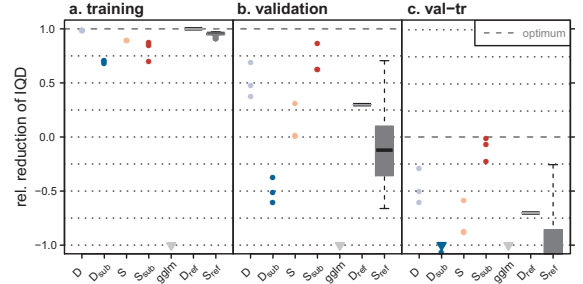 a. training
b. validation
c. val-tr
optimum
rel. reduction of IQD
1.0
0.5
0.0
−0.5
−1.0
D
Dsub
S
Ssub
gglm
Dref
Sref
D
Dsub
S
Ssub
gglm
Dref
Sref
D
Dsub
S
Ssub
gglm
Dref
Sref